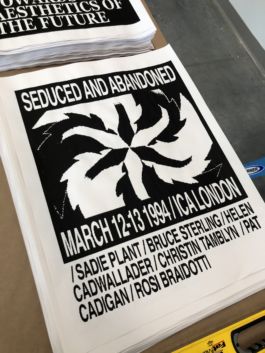 TOWARD
AESTHETICS OF
THE FUTURE
SEDUCED AND ABANDONED
MARCH 12-13 1994 / ICA LONDON
/ SADIE PLANT / BRUCE STERLING / HELEN
CADWALLADER / CHRISTIN TAMBLYN / PAT
CADIGAN / ROSI BRAIDOTTI